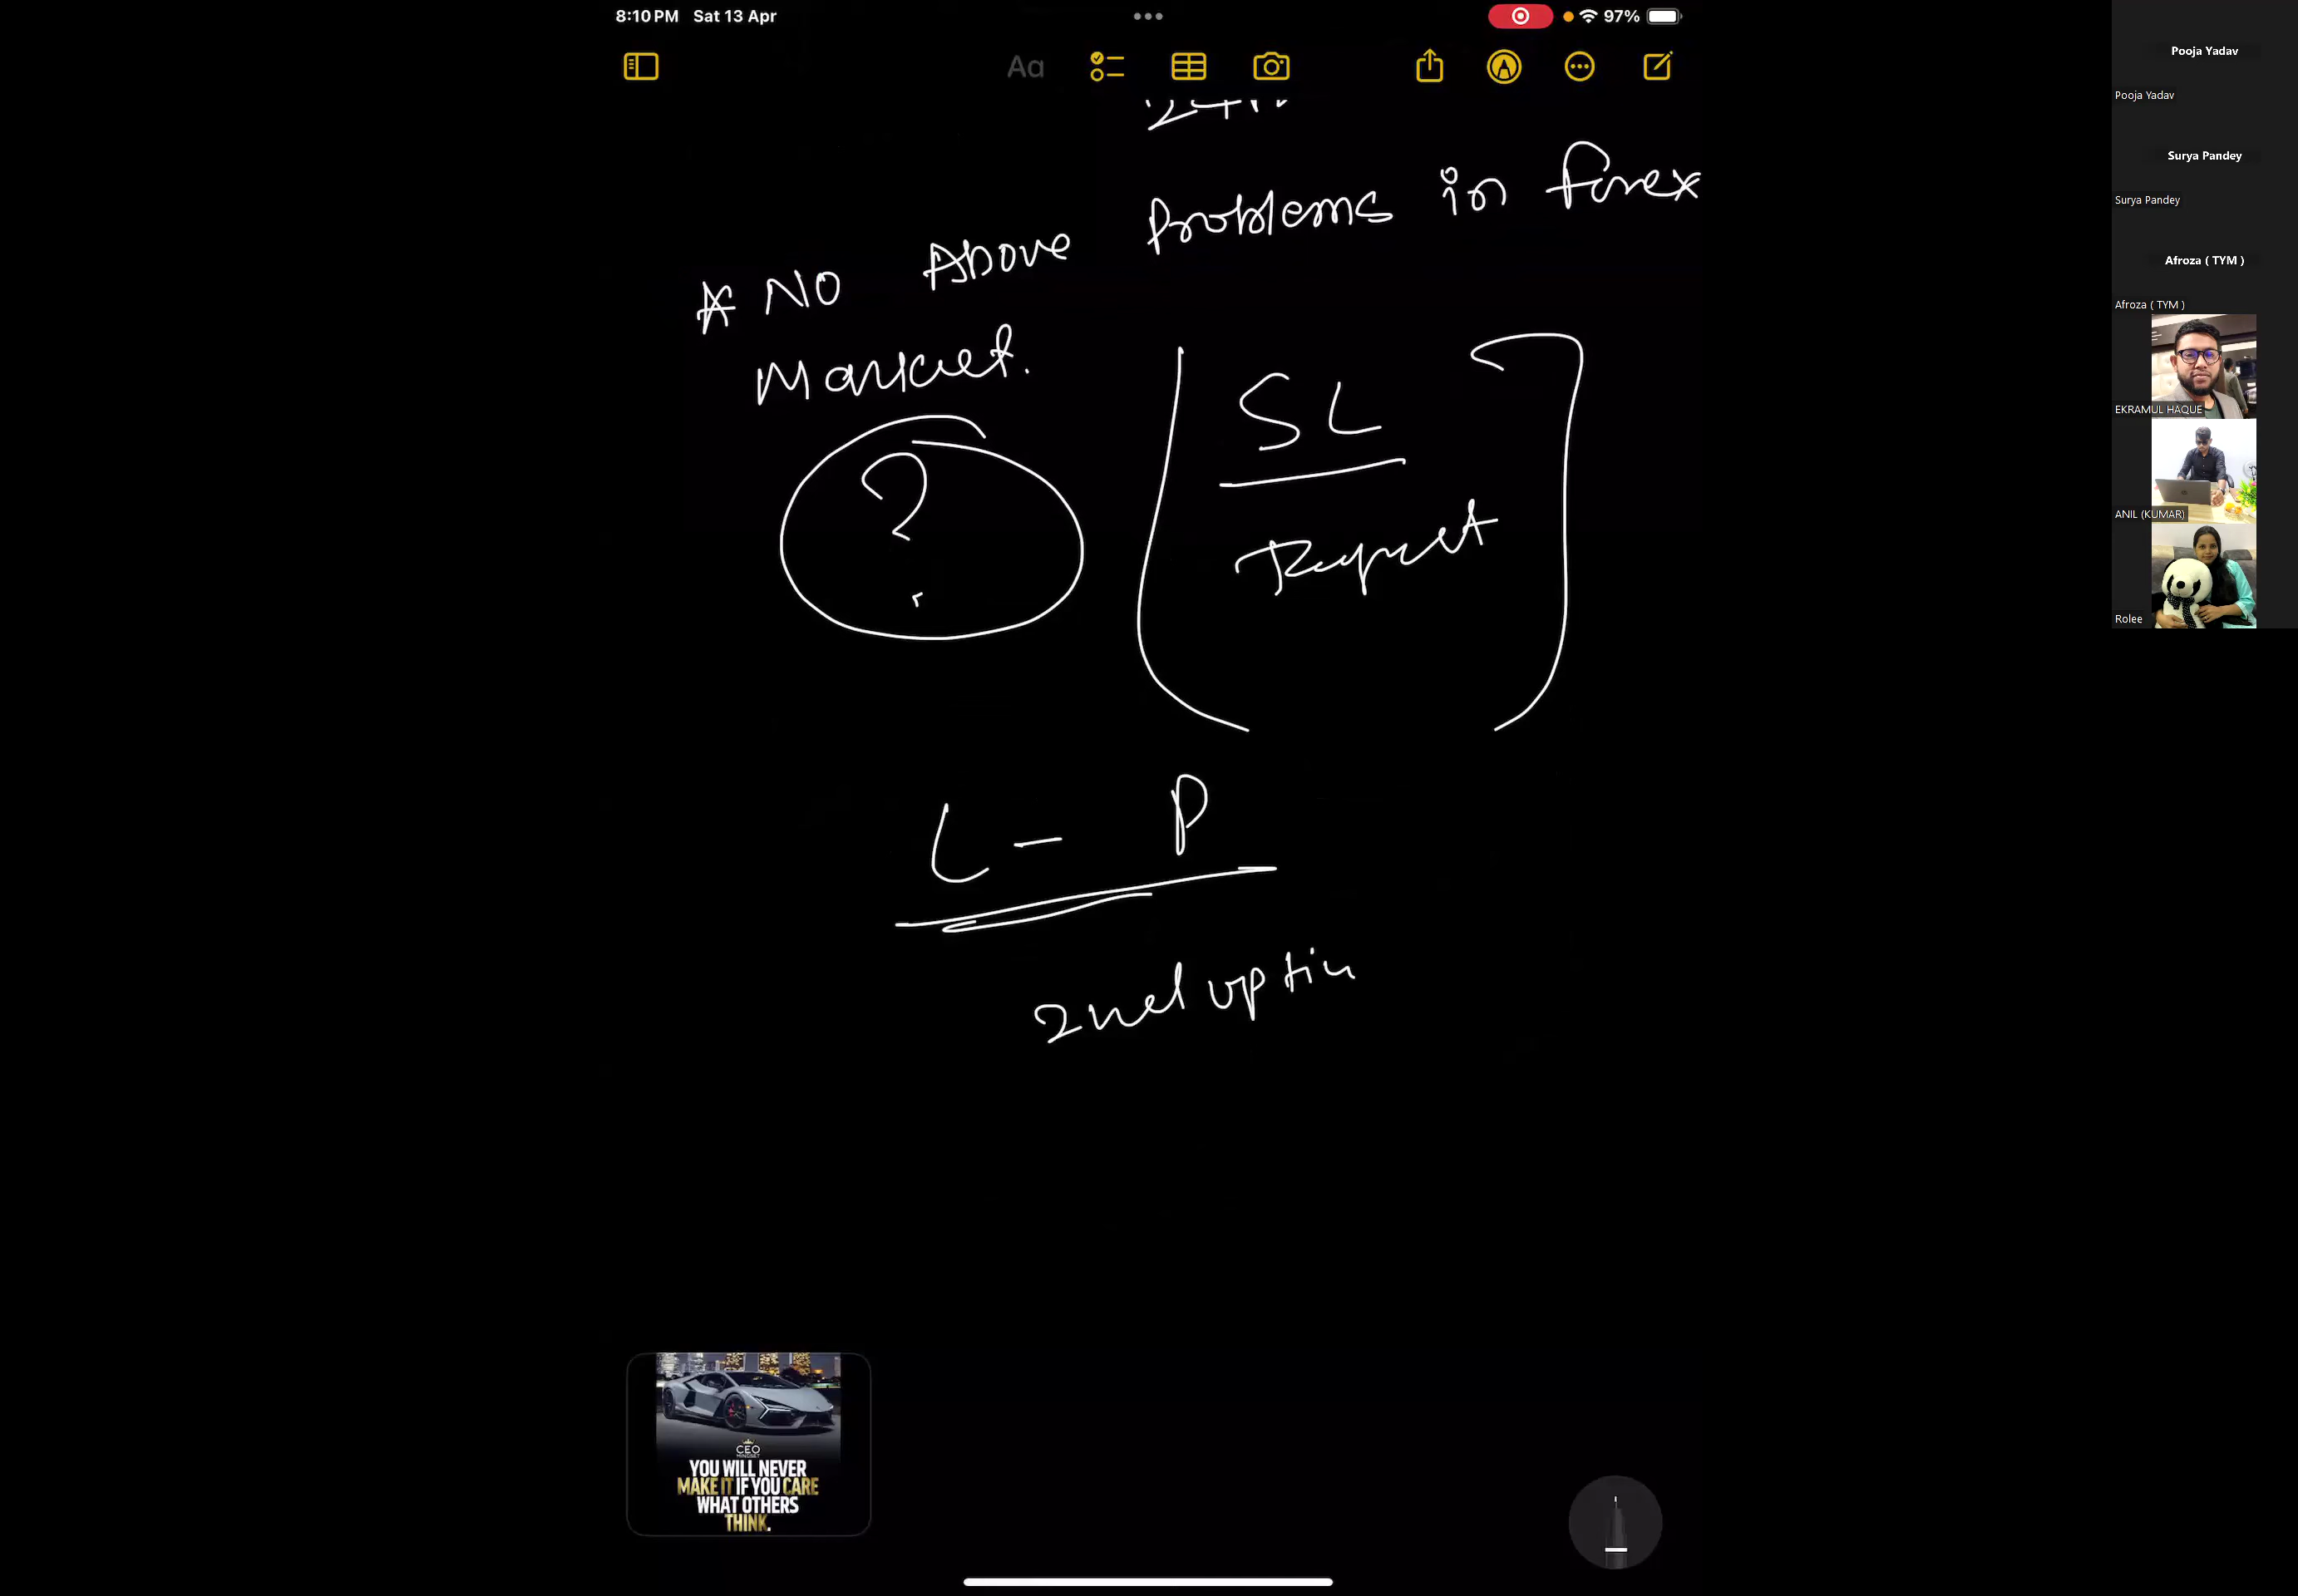 8:10 PM Sat 13 Apr
97%
Aa
* NO Above Problems in forex
Market.
?
SL
L - P
2nd option
CEO
MINDSET
YOU WILL NEVER
MAKE IT IF YOU CARE
WHAT OTHERS
THINK.
Pooja Yadav
Pooja Yadav
Surya Pandey
Surya Pandey
Afroza ( TYM )
Afroza ( TYM )
EKRAMUL HAQUE
ANIL (KUMAR)
Rolee